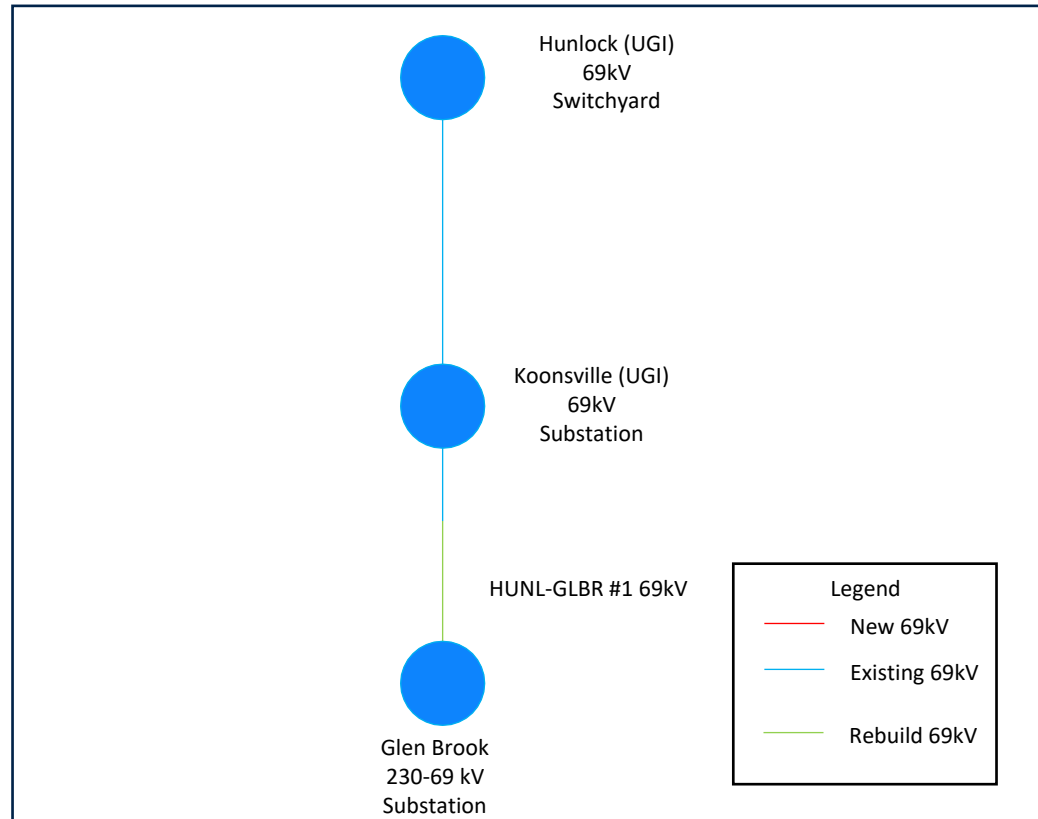 Hunlock (UGI)
69kV
Switchyard
Koonsville (UGI)
69kV
Substation
HUNL-GLBR #1 69kV
Glen Brook
230-69 kV
Substation
Legend
New 69kV
Existing 69kV
Rebuild 69kV